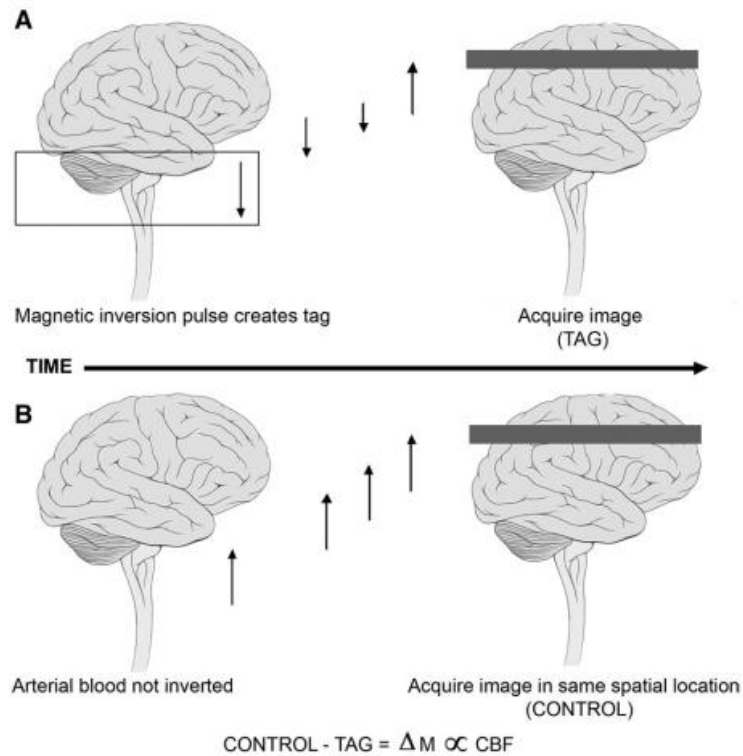 A
Magnetic inversion pulse creates tag
Acquire image
(TAG)
TIME
B
Arterial blood not inverted
Acquire image in same spatial location
(CONTROL)
CONTROL - TAG = Δ M ∝ CBF